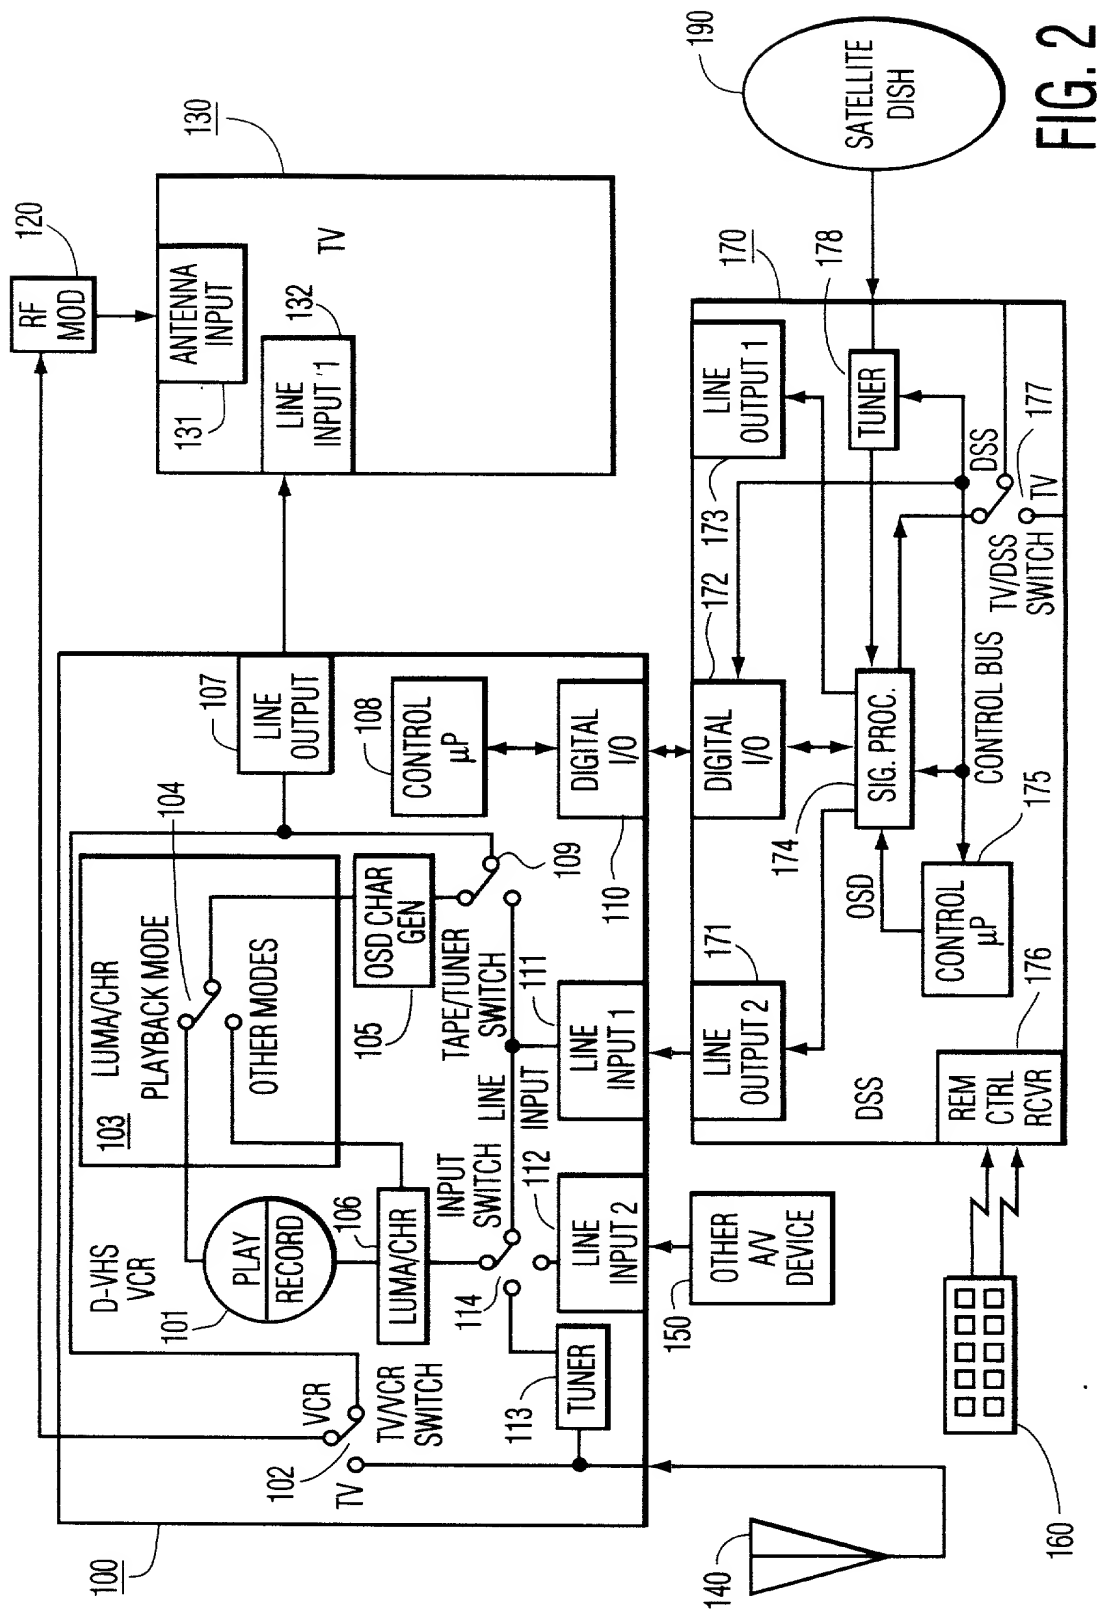 100
D-VHS
VCR
101
PLAY
RECORD
102
VCR
TV
TV/VCR
SWITCH
103
LUMA/CHR
PLAYBACK MODE
OTHER MODES
104
105
OSD CHAR
GEN
106
LUMA/CHR
107
LINE
OUTPUT
108
CONTROL
µP
109
TAPE/TUNER
SWITCH
110
DIGITAL
I/O
111
LINE
INPUT 1
LINE
INPUT
112
LINE
INPUT 2
INPUT
SWITCH
114
113
TUNER
120
RF
MOD
130
TV
131
ANTENNA
INPUT
132
LINE
INPUT 1
140
150
OTHER
A/V
DEVICE
160
170
DSS
171
LINE
OUTPUT 2
172
DIGITAL
I/O
173
LINE
OUTPUT 1
174
SIG. PROC.
OSD
175
CONTROL
µP
CONTROL BUS
176
REM
CTRL
RCVR
177
DSS
TV
TV/DSS
SWITCH
178
TUNER
190
SATELLITE
DISH
FIG. 2